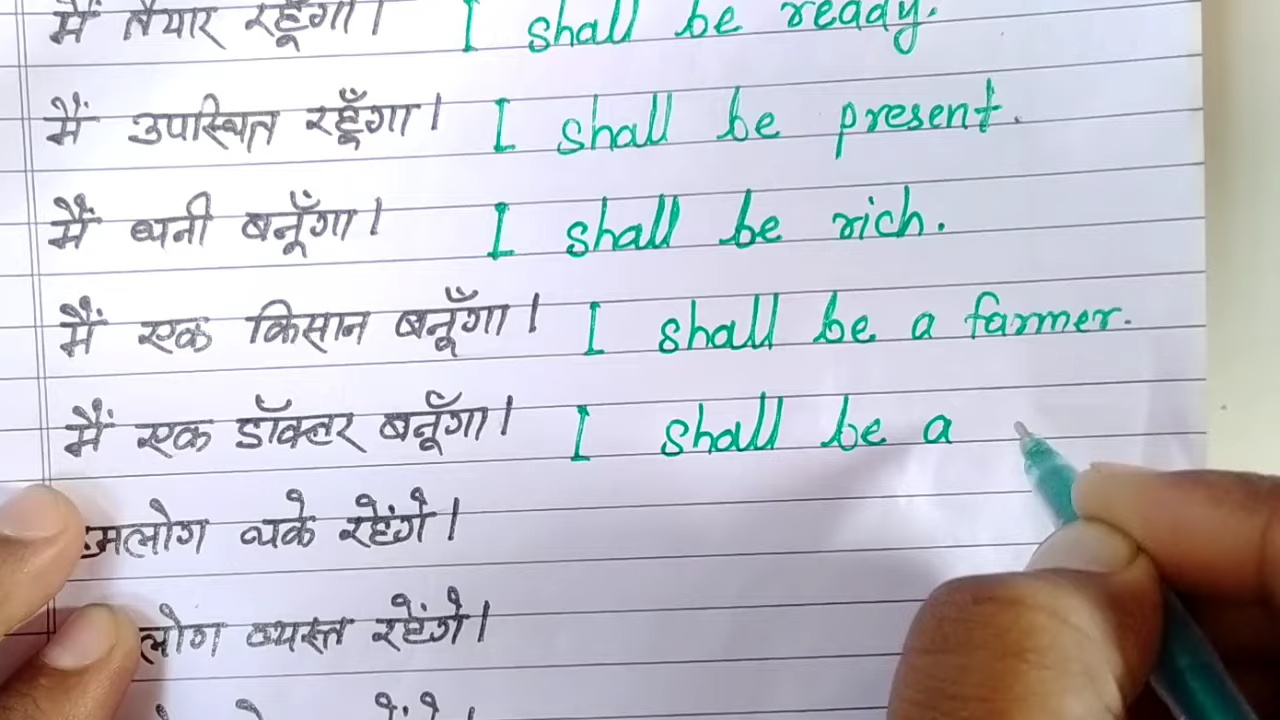 मैं तैयार रहूँगा। I shall be ready.
मैं उपस्थित रहूँगा। I shall be present.
मैं धनी बनूँगा। I shall be rich.
मैं एक किसान बनूँगा। I shall be a farmer.
मैं एक डॉक्टर बनूँगा। I shall be a
हमलोग थके रहेंगे।
लोग व्यस्त रहेंगे।